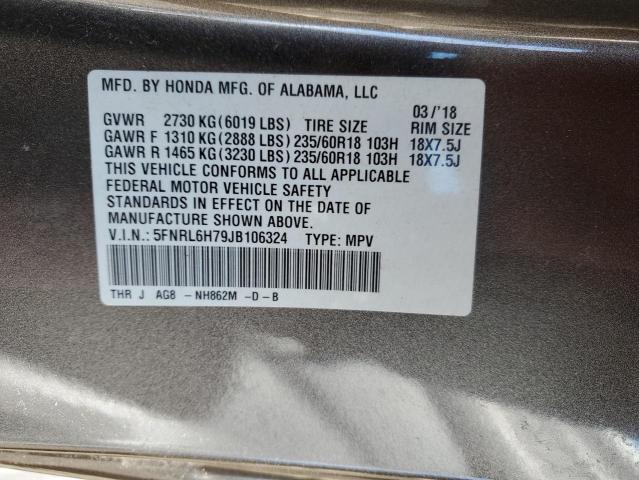 MFD. BY HONDA MFG. OF ALABAMA, LLC
03/'18
GVWR 2730 KG(6019 LBS) TIRE SIZE RIM SIZE
GAWR F 1310 KG(2888 LBS)235/60R18 103H 18X7.5J
GAWR R 1465 KG(3230 LBS)235/60R18 103H 18X7.5J
THIS VEHICLE CONFORMS TO ALL APPLICABLE
FEDERAL MOTOR VEHICLE SAFETY
STANDARDS IN EFFECT ON THE DATE OF
MANUFACTURE SHOWN ABOVE.
V.I.N.: 5FNRL6H79JB106324 TYPE: MPV
THR J AG8 -NH862M -D-B